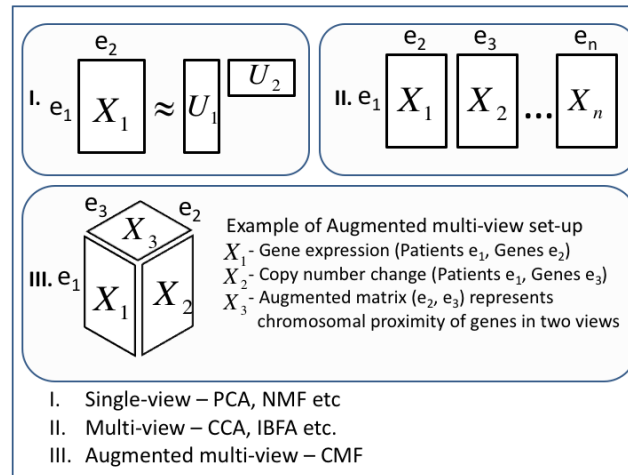 e₂
I. e₁ X₁ ≈ U₁ U₂
e₂ e₃ eₙ
II. e₁ X₁ X₂ ... Xₙ
e₃ e₂
X₃
III. e₁ X₁ X₂
Example of Augmented multi-view set-up
X₁- Gene expression (Patients e₁, Genes e₂)
X₂- Copy number change (Patients e₁, Genes e₃)
X₃- Augmented matrix (e₂, e₃) represents
chromosomal proximity of genes in two views
I. Single-view – PCA, NMF etc
II. Multi-view – CCA, IBFA etc.
III. Augmented multi-view – CMF